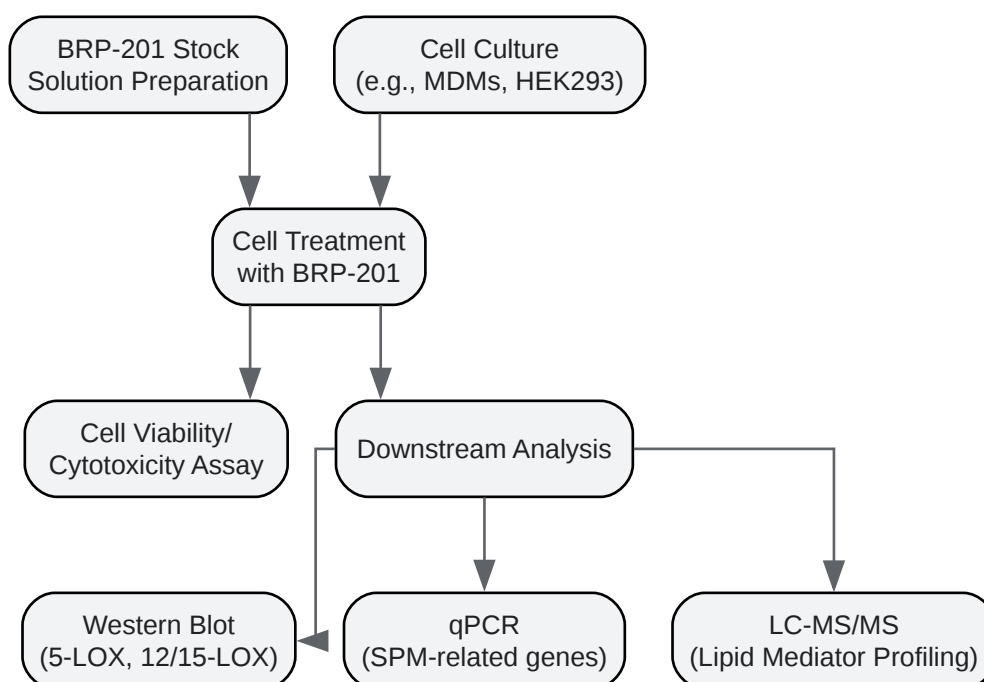 BRP-201 Stock
Solution Preparation
Cell Culture
(e.g., MDMs, HEK293)
Cell Treatment
with BRP-201
Cell Viability/
Cytotoxicity Assay
Downstream Analysis
Western Blot
(5-LOX, 12/15-LOX)
qPCR
(SPM-related genes)
LC-MS/MS
(Lipid Mediator Profiling)